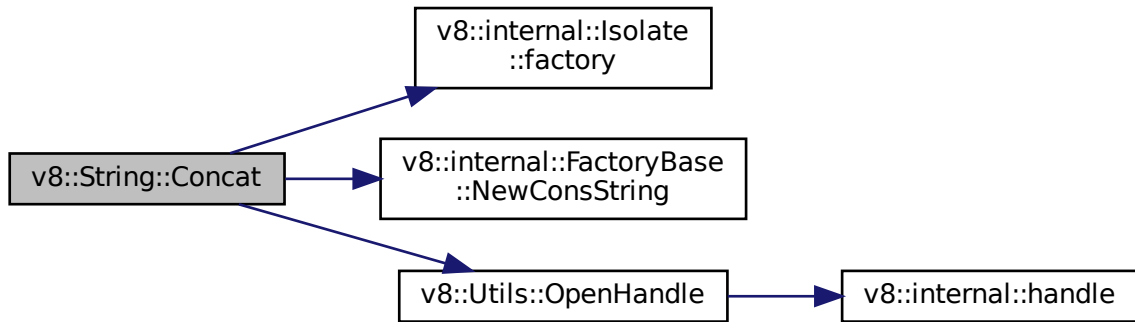 v8::internal::Isolate
::factory
v8::String::Concat
v8::internal::FactoryBase
::NewConsString
v8::Utils::OpenHandle
v8::internal::handle